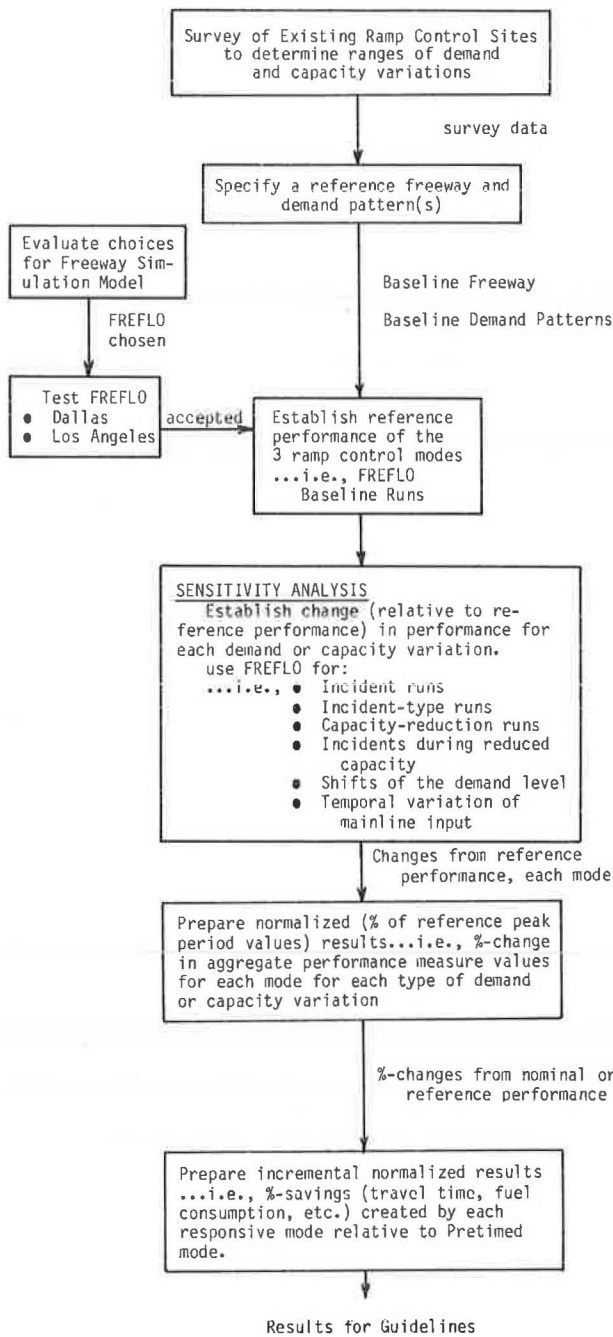 Survey of Existing Ramp Control Sites
to determine ranges of demand
and capacity variations
survey data
Specify a reference freeway and
demand pattern(s)
Evaluate choices
for Freeway Sim-
ulation Model
Baseline Freeway
Baseline Demand Patterns
FREFLO
chosen
Test FREFLO
● Dallas
● Los Angeles
accepted
Establish reference
performance of the
3 ramp control modes
...i.e., FREFLO
Baseline Runs
SENSITIVITY ANALYSIS
Establish change (relative to re-
ference performance) in performance for
each demand or capacity variation.
use FREFLO for:
...i.e., ● Incident runs
● Incident-type runs
● Capacity-reduction runs
● Incidents during reduced
capacity
● Shifts of the demand level
● Temporal variation of
mainline input
Changes from reference
performance, each mode
Prepare normalized (% of reference peak
period values) results...i.e., %-change
in aggregate performance measure values
for each mode for each type of demand
or capacity variation
%-changes from nominal or
reference performance
Prepare incremental normalized results
...i.e., %-savings (travel time, fuel
consumption, etc.) created by each
responsive mode relative to Pretimed
mode.
Results for Guidelines